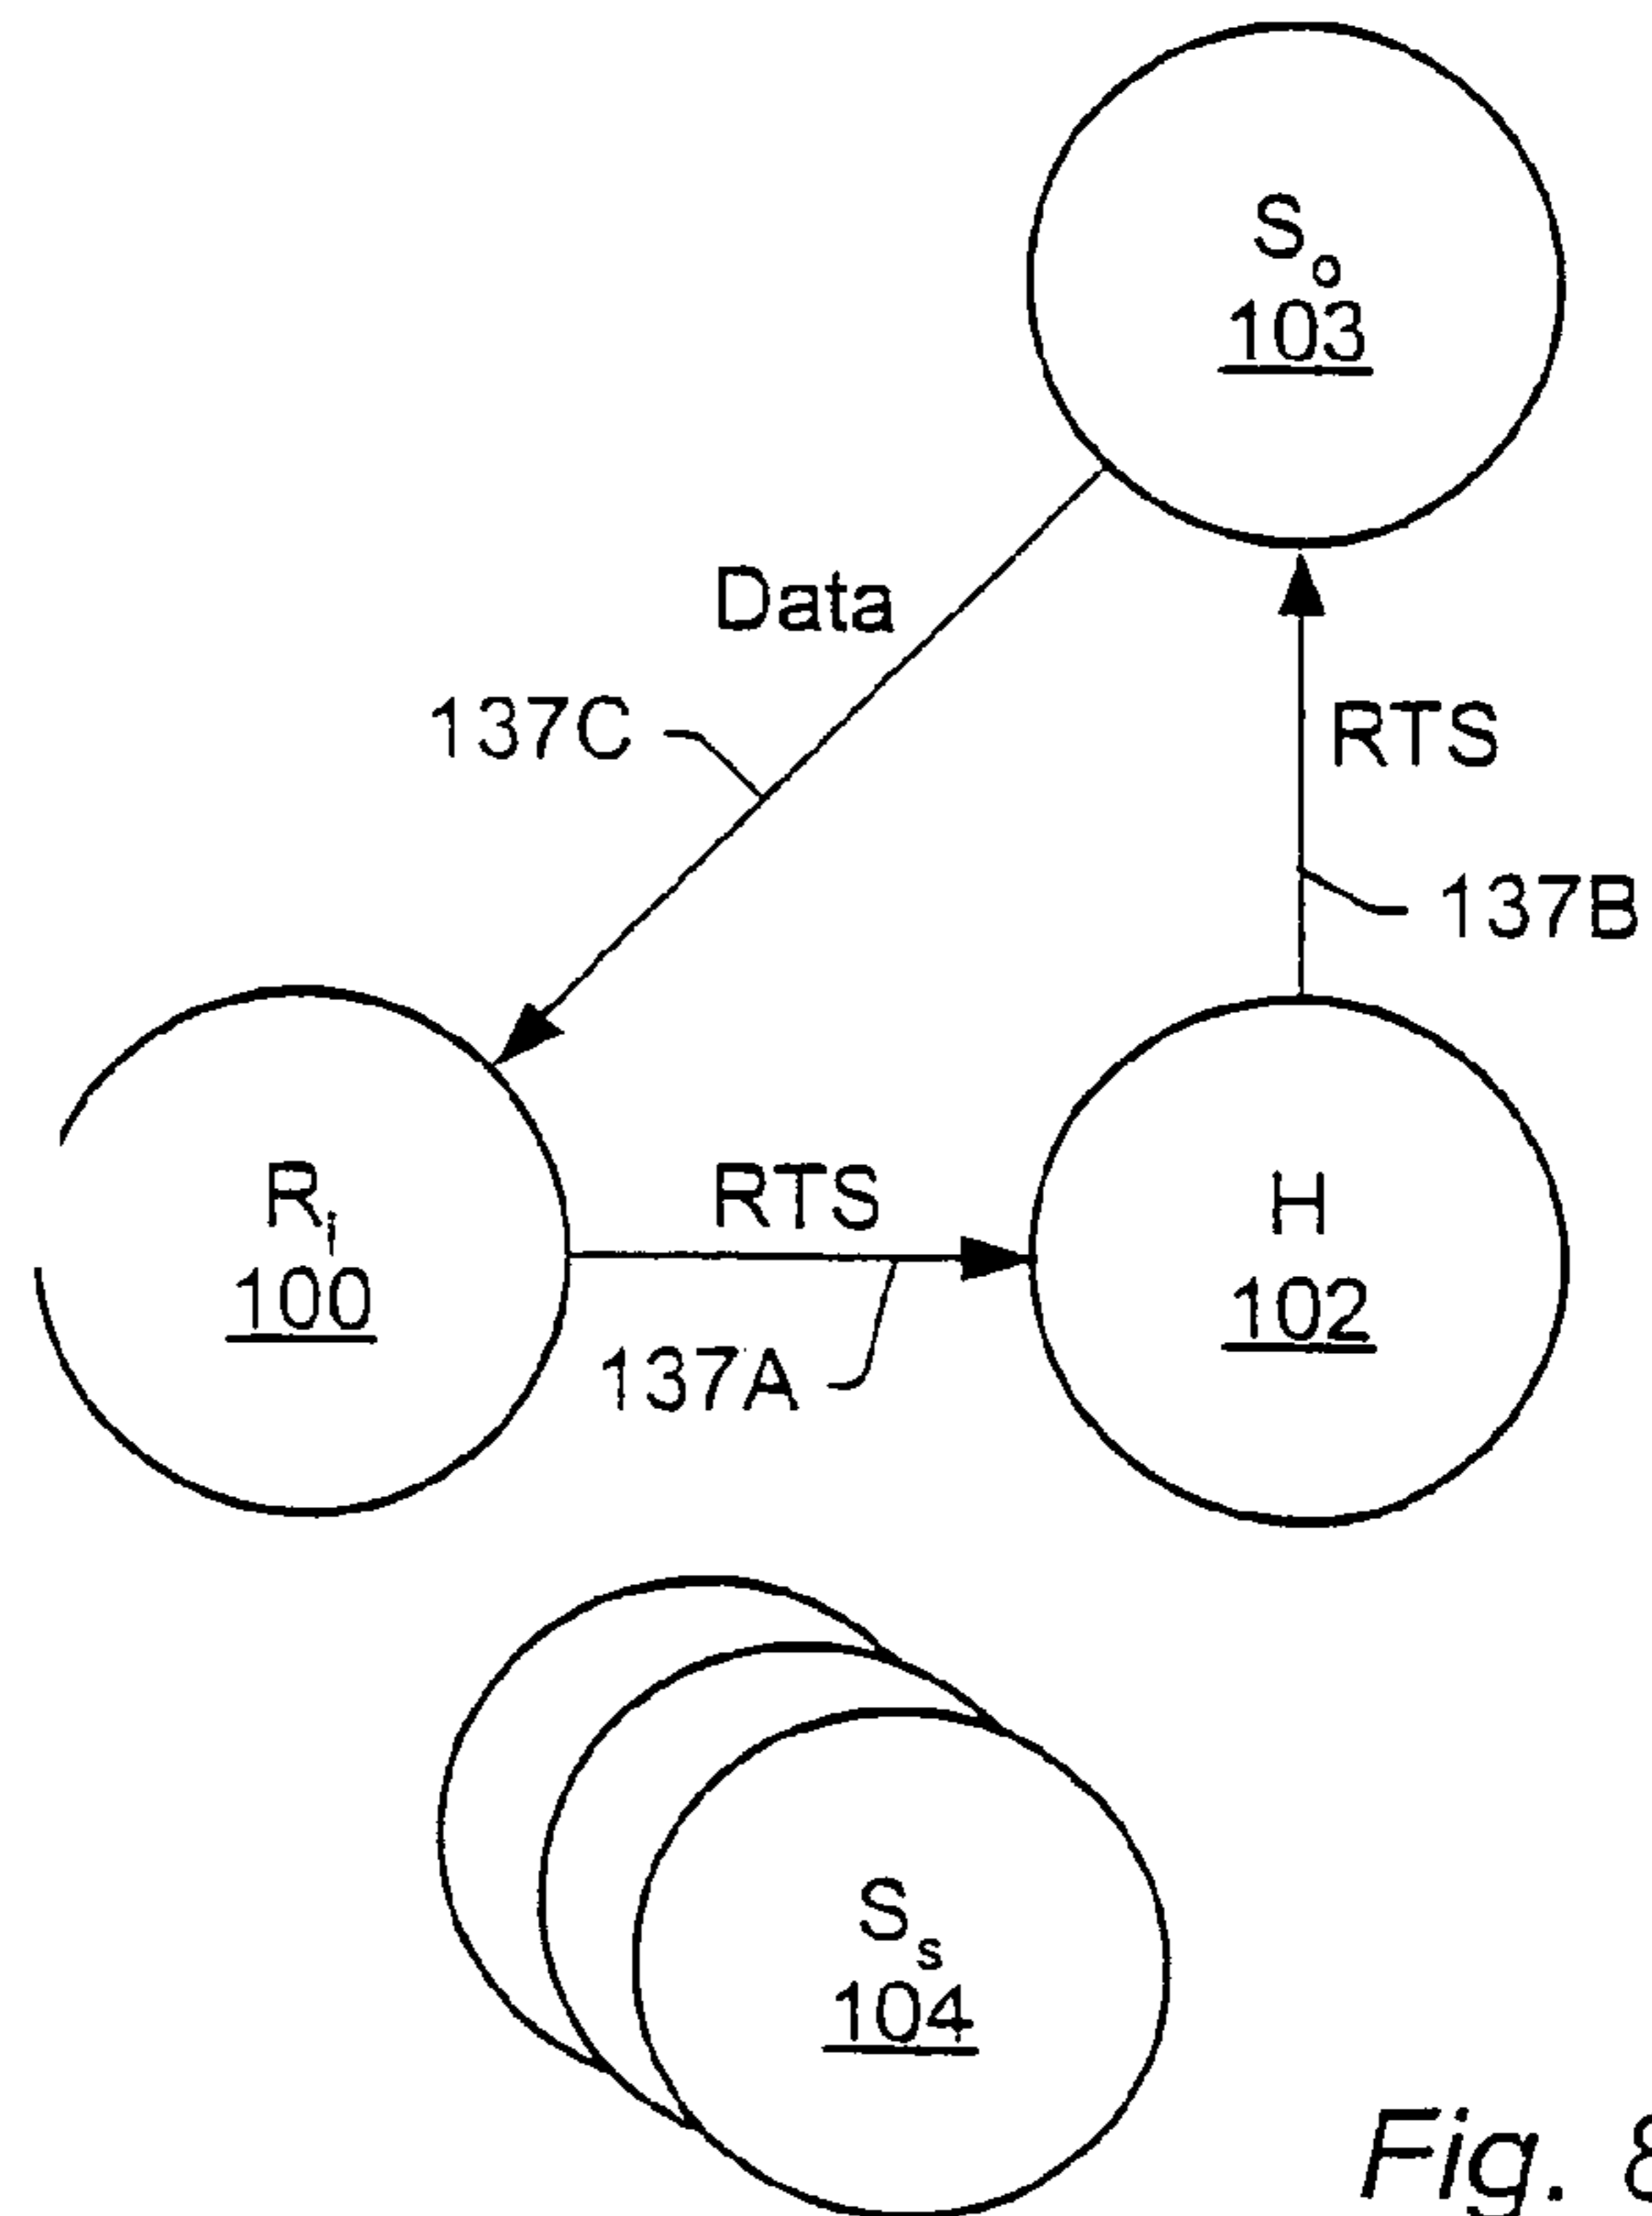 So
103
Data
137C
RTS
137B
Ri
100
RTS
H
102
137A
Ss
104
Fig. 8